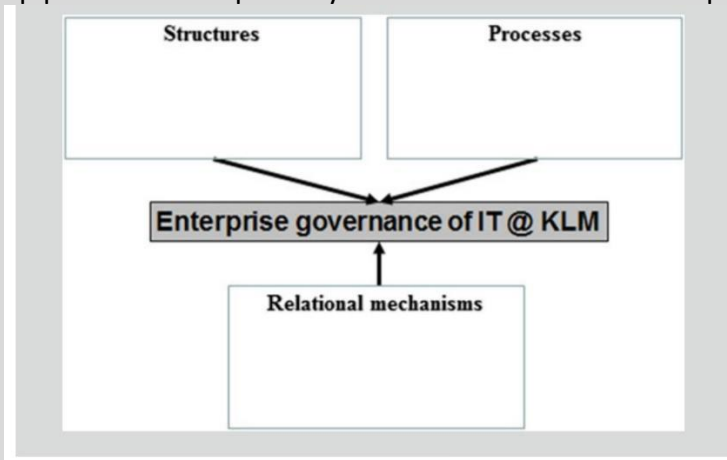 Structures
Processes
Enterprise governance of IT @ KLM
Relational mechanisms